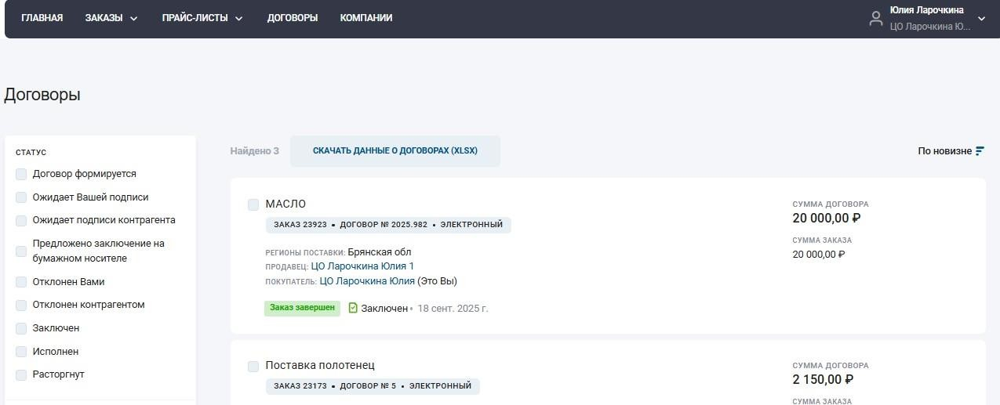 ГЛАВНАЯ ЗАКАЗЫ ПРАЙС-ЛИСТЫ ДОГОВОРЫ КОМПАНИИ
Юлия Ларочкина
ЦО Ларочкина Ю...
Договоры
СТАТУС
Договор формируется
Ожидает Вашей подписи
Ожидает подписи контрагента
Предложено заключение на
бумажном носителе
Отклонен Вами
Отклонен контрагентом
Заключен
Исполнен
Расторгнут
Найдено 3 СКАЧАТЬ ДАННЫЕ О ДОГОВОРАХ (XLSX) По новизне
МАСЛО
ЗАКАЗ 23923 • ДОГОВОР № 2025.982 • ЭЛЕКТРОННЫЙ
РЕГИОНЫ ПОСТАВКИ: Брянская обл
ПРОДАВЕЦ: ЦО Ларочкина Юлия 1
ПОКУПАТЕЛЬ: ЦО Ларочкина Юлия (Это Вы)
Заказ завершен Заключен • 18 сент. 2025 г.
СУММА ДОГОВОРА
20 000,00 ₽
СУММА ЗАКАЗА
20 000,00 ₽
Поставка полотенец
ЗАКАЗ 23173 • ДОГОВОР № 5 • ЭЛЕКТРОННЫЙ
СУММА ДОГОВОРА
2 150,00 ₽
СУММА ЗАКАЗА